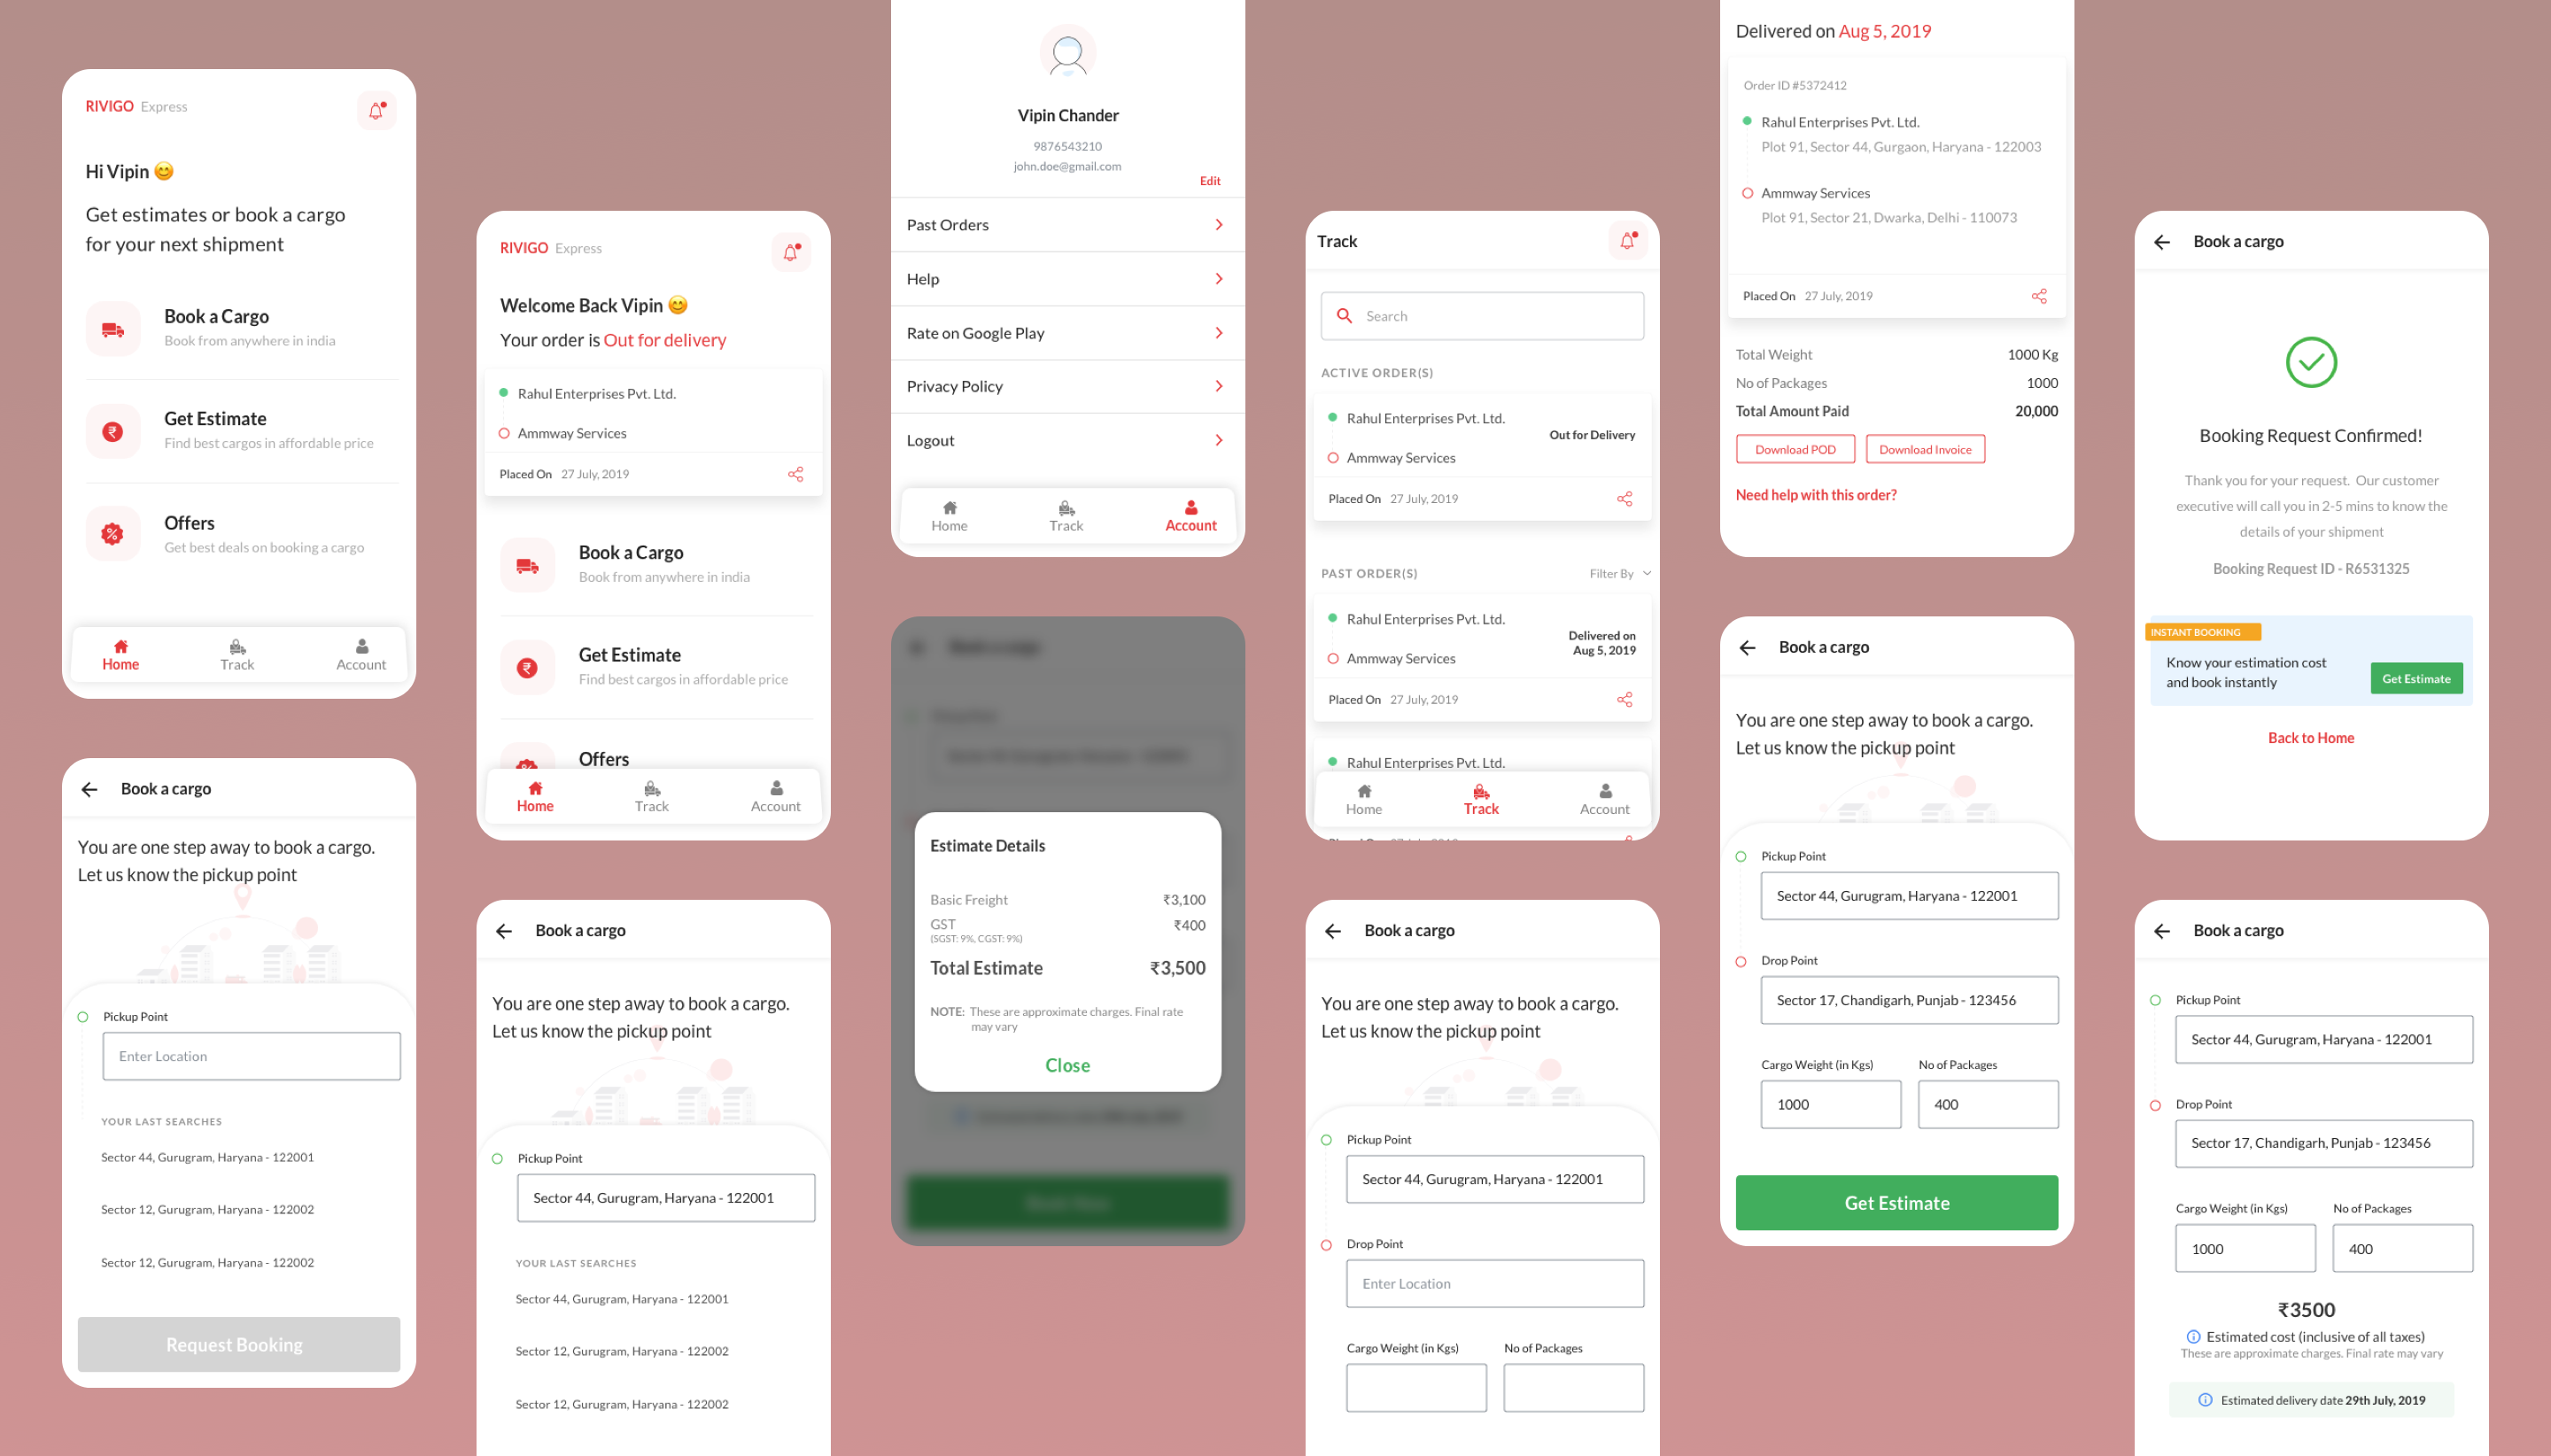 RIVIGO Express
Hi Vipin 😊
Get estimates or book a cargo
for your next shipment
Book a Cargo
Book from anywhere in india
Get Estimate
Find best cargos in affordable price
Offers
Get best deals on booking a cargo
Home Track Account
Book a cargo
You are one step away to book a cargo.
Let us know the pickup point
Pickup Point
Enter Location
YOUR LAST SEARCHES
Sector 44, Gurugram, Haryana - 122001
Sector 12, Gurugram, Haryana - 122002
Sector 12, Gurugram, Haryana - 122002
Request Booking
RIVIGO Express
Welcome Back Vipin 😊
Your order is Out for delivery
Rahul Enterprises Pvt. Ltd.
Ammway Services
Placed On 27 July, 2019
Book a Cargo
Book from anywhere in india
Get Estimate
Find best cargos in affordable price
Offers
Home Track Account
Book a cargo
You are one step away to book a cargo.
Let us know the pickup point
Pickup Point
Sector 44, Gurugram, Haryana - 122001
YOUR LAST SEARCHES
Sector 44, Gurugram, Haryana - 122001
Sector 12, Gurugram, Haryana - 122002
Sector 12, Gurugram, Haryana - 122002
Vipin Chander
9876543210
john.doe@gmail.com
Edit
Past Orders
Help
Rate on Google Play
Privacy Policy
Logout
Home Track Account
Estimate Details
Basic Freight ₹3,100
GST ₹400
(SGST: 9%, CGST: 9%)
Total Estimate ₹3,500
NOTE: These are approximate charges. Final rate
may vary
Close
Track
Search
ACTIVE ORDER(S)
Rahul Enterprises Pvt. Ltd.
Out for Delivery
Ammway Services
Placed On 27 July, 2019
PAST ORDER(S) Filter By
Rahul Enterprises Pvt. Ltd.
Delivered on
Aug 5, 2019
Ammway Services
Placed On 27 July, 2019
Rahul Enterprises Pvt. Ltd.
Home Track Account
Book a cargo
You are one step away to book a cargo.
Let us know the pickup point
Pickup Point
Sector 44, Gurugram, Haryana - 122001
Drop Point
Enter Location
Cargo Weight (in Kgs) No of Packages
Delivered on Aug 5, 2019
Order ID #5372412
Rahul Enterprises Pvt. Ltd.
Plot 91, Sector 44, Gurgaon, Haryana - 122003
Ammway Services
Plot 91, Sector 21, Dwarka, Delhi - 110073
Placed On 27 July, 2019
Total Weight 1000 Kg
No of Packages 1000
Total Amount Paid 20,000
Download POD Download Invoice
Need help with this order?
Book a cargo
You are one step away to book a cargo.
Let us know the pickup point
Pickup Point
Sector 44, Gurugram, Haryana - 122001
Drop Point
Sector 17, Chandigarh, Punjab - 123456
Cargo Weight (in Kgs) No of Packages
1000 400
Get Estimate
Book a cargo
Booking Request Confirmed!
Thank you for your request. Our customer
executive will call you in 2-5 mins to know the
details of your shipment
Booking Request ID - R6531325
INSTANT BOOKING
Know your estimation cost
and book instantly
Get Estimate
Back to Home
Book a cargo
Pickup Point
Sector 44, Gurugram, Haryana - 122001
Drop Point
Sector 17, Chandigarh, Punjab - 123456
Cargo Weight (in Kgs) No of Packages
1000 400
₹3500
Estimated cost (inclusive of all taxes)
These are approximate charges. Final rate may vary
Estimated delivery date 29th July, 2019